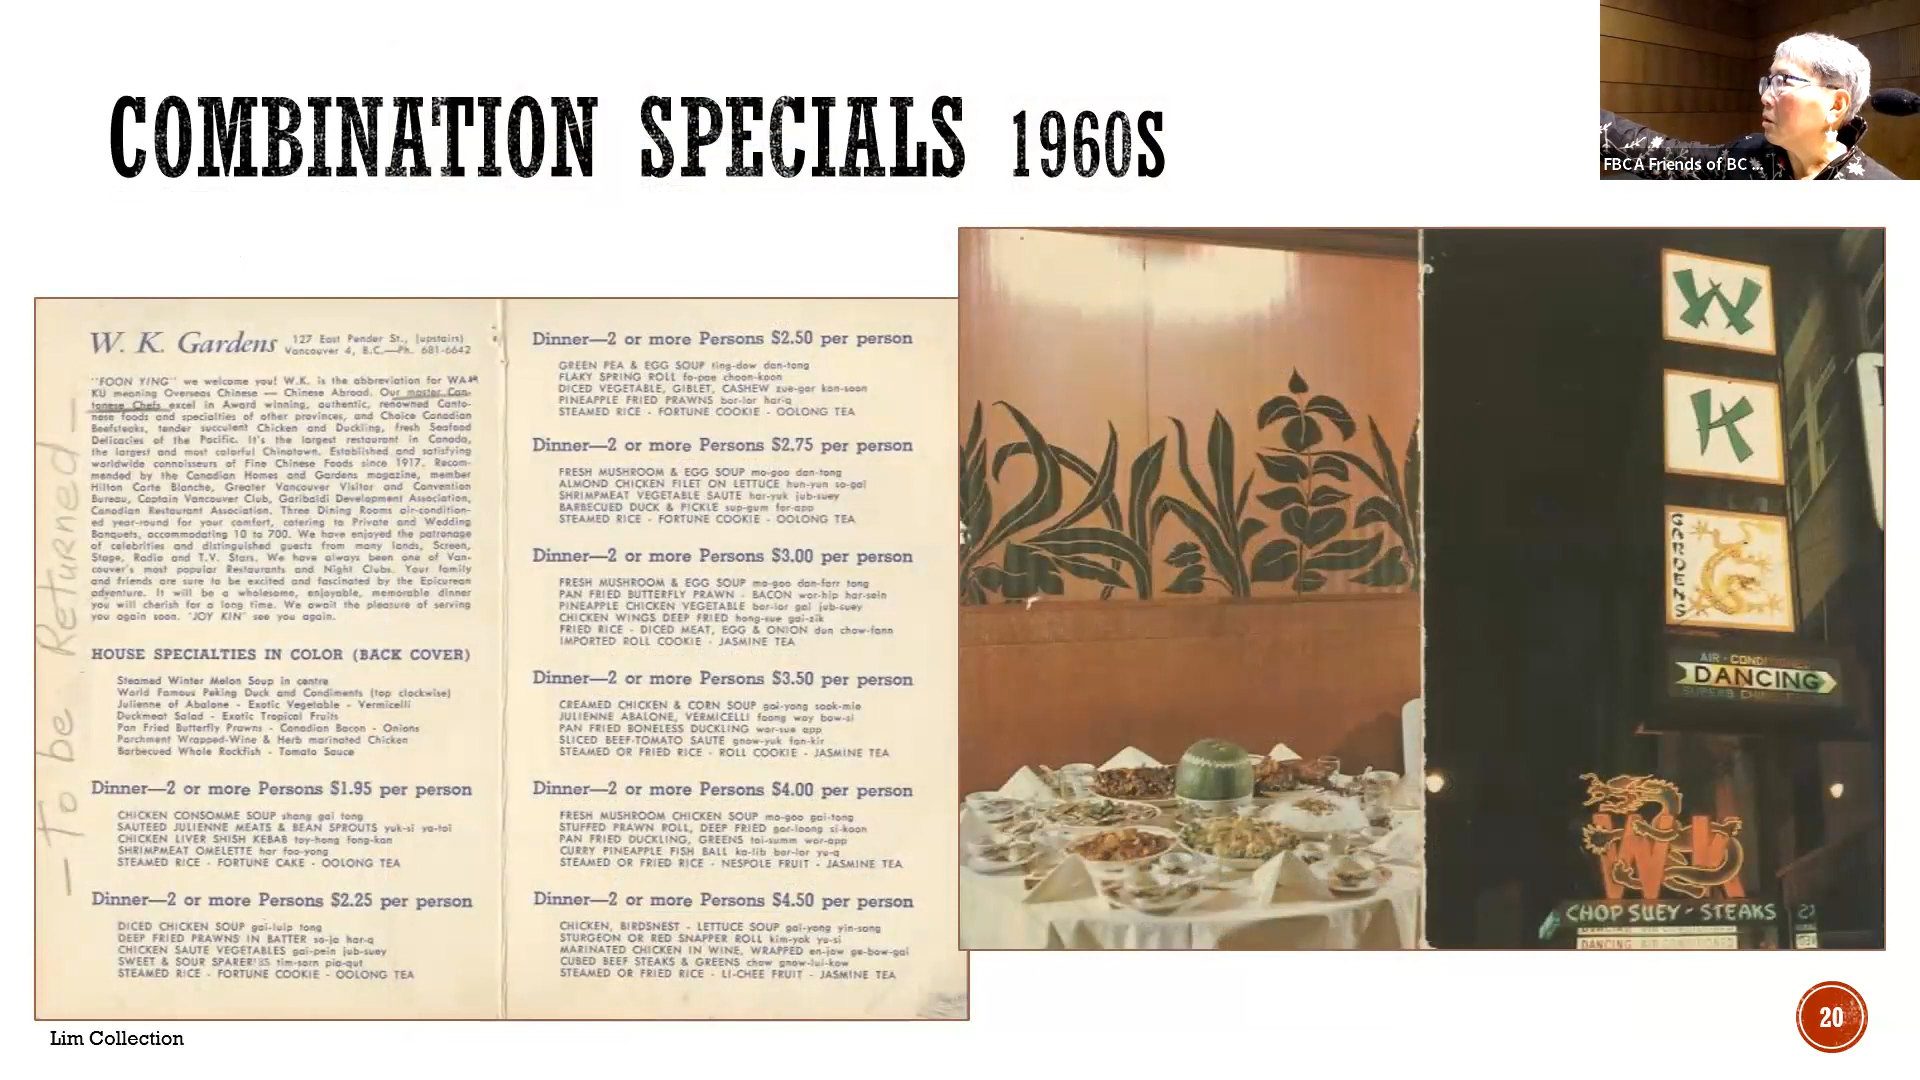 COMBINATION SPECIALS 1960S
FBCA Friends of BC ...
W. K. Gardens
127 East Pender St., (upstairs)
Vancouver 4, B.C.—Ph. 681-6642
"FOON YING" we welcome you! W.K. is the abbreviation for WAH
KU meaning Overseas Chinese — Chinese Abroad. Our master Can-
tonese Chefs excel in Award winning, authentic, renowned Canto-
nese foods and specialties of other provinces, and Choice Canadian
Beefsteaks, tender succulent Chicken and Duckling, fresh Seafood
Delicacies of the Pacific. It's the largest restaurant in Canada,
the largest and most colorful Chinatown. Established and satisfying
worldwide connoisseurs of Fine Chinese Foods since 1917. Recom-
mended by the Canadian Homes and Gardens magazine, member
Hilton Carte Blanche, Greater Vancouver Visitor and Convention
Bureau, Captain Vancouver Club, Garibaldi Development Association,
Canadian Restaurant Association. Three Dining Rooms air-condition-
ed year-round for your comfort, catering to Private and Wedding
Banquets, accommodating 10 to 700. We have enjoyed the patronage
of celebrities and distinguished guests from many lands, Screen,
Stage, Radio and T.V. Stars. We have always been one of Van-
couver's most popular Restaurants and Night Clubs. Your family
and friends are sure to be excited and fascinated by the Epicurean
adventure. It will be a wholesome, enjoyable, memorable dinner
you will cherish for a long time. We await the pleasure of serving
you again soon. "JOY KIN" see you again.
— To be Returned —
HOUSE SPECIALTIES IN COLOR (BACK COVER)
Steamed Winter Melon Soup in centre
World Famous Peking Duck and Condiments (top clockwise)
Julienne of Abalone - Exotic Vegetable - Vermicelli
Duckmeat Salad - Exotic Tropical Fruits
Pan Fried Butterfly Prawns - Canadian Bacon - Onions
Parchment Wrapped-Wine & Herb marinated Chicken
Barbecued Whole Rockfish - Tomato Sauce
Dinner—2 or more Persons $1.95 per person
CHICKEN CONSOMME SOUP shang gai tong
SAUTEED JULIENNE MEATS & BEAN SPROUTS yuk-si ya-toi
CHICKEN LIVER SHISH KEBAB toy-hong fong-kan
SHRIMPMEAT OMELETTE har foo-yong
STEAMED RICE - FORTUNE CAKE - OOLONG TEA
Dinner—2 or more Persons $2.25 per person
DICED CHICKEN SOUP gai-luip tong
DEEP FRIED PRAWNS IN BATTER so-ja har-q
CHICKEN SAUTE VEGETABLES gai-pein jub-suey
SWEET & SOUR tim-sorn pia-gut
STEAMED RICE - FORTUNE COOKIE - OOLONG TEA
Dinner—2 or more Persons $2.50 per person
GREEN PEA & EGG SOUP ting-dow dan-tong
FLAKY SPRING ROLL fo-pae choon-koon
DICED VEGETABLE, GIBLET, CASHEW zue-gar kan-soan
PINEAPPLE FRIED PRAWNS bor-lor har-q
STEAMED RICE - FORTUNE COOKIE - OOLONG TEA
Dinner—2 or more Persons $2.75 per person
FRESH MUSHROOM & EGG SOUP mo-goo dan-tong
ALMOND CHICKEN FILET ON LETTUCE hun-yun so-gai
SHRIMPMEAT VEGETABLE SAUTE har-yuk jub-suey
BARBECUED DUCK & PICKLE sup-gum for-app
STEAMED RICE - FORTUNE COOKIE - OOLONG TEA
Dinner—2 or more Persons $3.00 per person
FRESH MUSHROOM & EGG SOUP mo-goo dan-farr tong
PAN FRIED BUTTERFLY PRAWN - BACON wor-hip har-sein
PINEAPPLE CHICKEN VEGETABLE bor-lor gai jub-suey
CHICKEN WINGS DEEP FRIED hong-sue gai-zik
FRIED RICE - DICED MEAT, EGG & ONION dun chow-fann
IMPORTED ROLL COOKIE - JASMINE TEA
Dinner—2 or more Persons $3.50 per person
CREAMED CHICKEN & CORN SOUP gai-yong sook-mie
JULIENNE ABALONE, VERMICELLI foong way bow-si
PAN FRIED BONELESS DUCKLING wor-sue app
SLICED BEEF-TOMATO SAUTE gnow-yuk fan-kir
STEAMED OR FRIED RICE - ROLL COOKIE - JASMINE TEA
Dinner—2 or more Persons $4.00 per person
FRESH MUSHROOM CHICKEN SOUP mo-goo gai-tong
STUFFED PRAWN ROLL, DEEP FRIED gor-loong si-koon
PAN FRIED DUCKLING, GREENS toi-summ wor-app
CURRY PINEAPPLE FISH BALL ka-lib bor-lor yu-q
STEAMED OR FRIED RICE - NESPOLE FRUIT - JASMINE TEA
Dinner—2 or more Persons $4.50 per person
CHICKEN, BIRDSNEST - LETTUCE SOUP gai-yong yin-song
STURGEON OR RED SNAPPER ROLL kim-yok yu-si
MARINATED CHICKEN IN WINE, WRAPPED en-jow ge-bow-gai
CUBED BEEF STEAKS & GREENS chow gnow-lui-kow
STEAMED OR FRIED RICE - LI-CHEE FRUIT - JASMINE TEA
W
K
GARDENS
AIR-CONDITIONED
DANCING
WK
CHOP SUEY - STEAKS
DANCING AIR CONDITIONED
Lim Collection
20